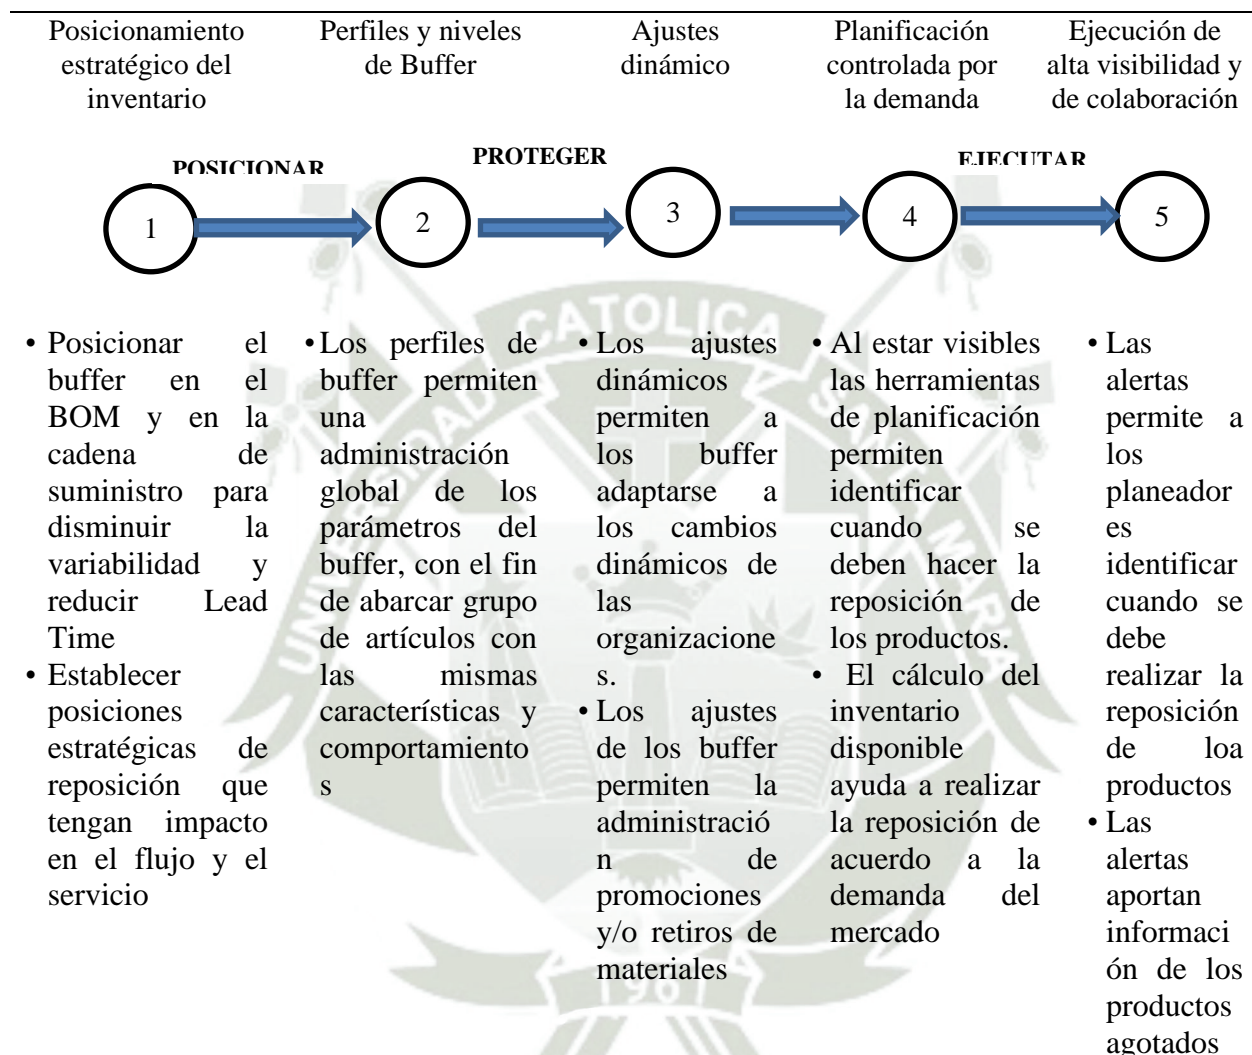 Posicionamiento
estratégico del
inventario
Perfiles y niveles
de Buffer
Ajustes
dinámico
Planificación
controlada por
la demanda
Ejecución de
alta visibilidad y
de colaboración
POSICIONAR
PROTEGER
EJECUTAR
1
2
3
4
5
• Posicionar el
buffer en el
BOM y en la
cadena de
suministro para
disminuir la
variabilidad y
reducir Lead
Time
• Establecer
posiciones
estratégicas de
reposición que
tengan impacto
en el flujo y el
servicio
• Los perfiles de
buffer permiten
una
administración
global de los
parámetros del
buffer, con el fin
de abarcar grupo
de artículos con
las mismas
características y
comportamiento
s
• Los ajustes
dinámicos
permiten a
los buffer
adaptarse a
los cambios
dinámicos de
las
organizacione
s.
• Los ajustes
de los buffer
permiten la
administració
n de
promociones
y/o retiros de
materiales
• Al estar visibles
las herramientas
de planificación
permiten
identificar
cuando se
deben hacer la
reposición de
los productos.
• El cálculo del
inventario
disponible
ayuda a realizar
la reposición de
acuerdo a la
demanda del
mercado
• Las
alertas
permite a
los
planeador
es
identificar
cuando se
debe
realizar la
reposición
de loa
productos
• Las
alertas
aportan
informaci
ón de los
productos
agotados
UNIVERSIDAD CATOLICA SANTA MARIA